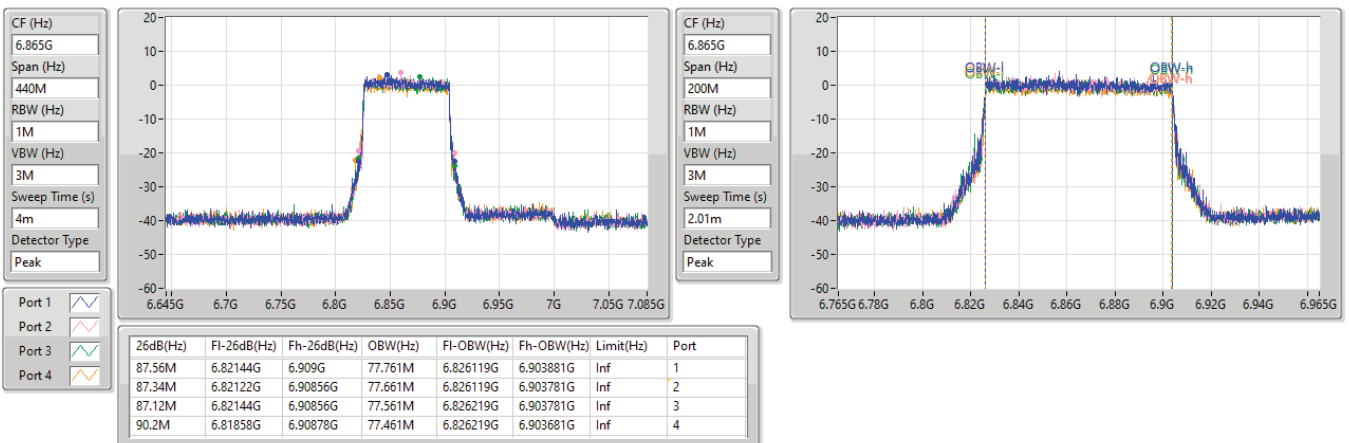 CF (Hz)
6.865G
Span (Hz)
440M
RBW (Hz)
1M
VBW (Hz)
3M
Sweep Time (s)
4m
Detector Type
Peak
20
10
0
-10
-20
-30
-40
-50
-60
6.645G 6.7G 6.75G 6.8G 6.85G 6.9G 6.95G 7G 7.05G 7.085G
CF (Hz)
6.865G
Span (Hz)
200M
RBW (Hz)
1M
VBW (Hz)
3M
Sweep Time (s)
2.01m
Detector Type
Peak
20
10
0
-10
-20
-30
-40
-50
-60
OBW-l
OBW-h
OBW-h
6.765G 6.78G 6.8G 6.82G 6.84G 6.86G 6.88G 6.9G 6.92G 6.94G 6.965G
Port 1
Port 2
Port 3
Port 4
26dB(Hz) Fl-26dB(Hz) Fh-26dB(Hz) OBW(Hz) Fl-OBW(Hz) Fh-OBW(Hz) Limit(Hz) Port
87.56M 6.82144G 6.909G 77.761M 6.826119G 6.903881G Inf 1
87.34M 6.82122G 6.90856G 77.661M 6.826119G 6.903781G Inf 2
87.12M 6.82144G 6.90856G 77.561M 6.826219G 6.903781G Inf 3
90.2M 6.81858G 6.90878G 77.461M 6.826219G 6.903681G Inf 4